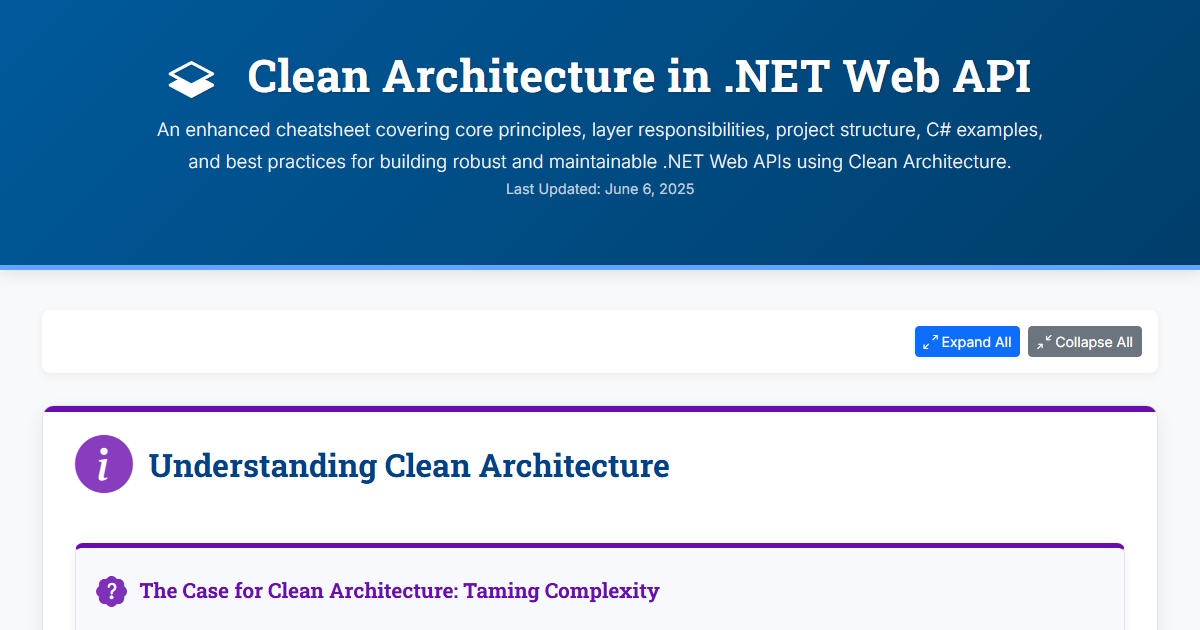 Clean Architecture in .NET Web API
An enhanced cheatsheet covering core principles, layer responsibilities, project structure, C# examples,
and best practices for building robust and maintainable .NET Web APIs using Clean Architecture.
Last Updated: June 6, 2025
Expand All
Collapse All
Understanding Clean Architecture
The Case for Clean Architecture: Taming Complexity